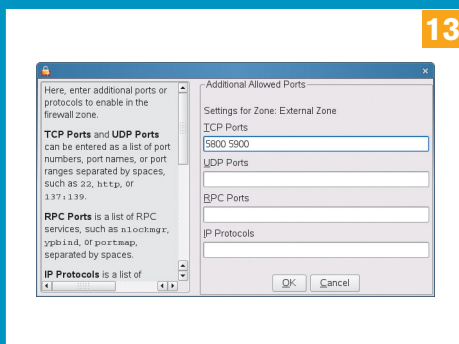 13
Here, enter additional ports or
protocols to enable in the
firewall zone.
TCP Ports and UDP Ports
can be entered as a list of port
numbers, port names, or port
ranges separated by spaces,
such as 22, http, or
137:139.
RPC Ports is a list of RPC
services, such as nlockmgr,
ypbind, or portmap,
separated by spaces.
IP Protocols is a list of
Additional Allowed Ports
Settings for Zone: External Zone
TCP Ports
5800 5900
UDP Ports
RPC Ports
IP Protocols
OK Cancel